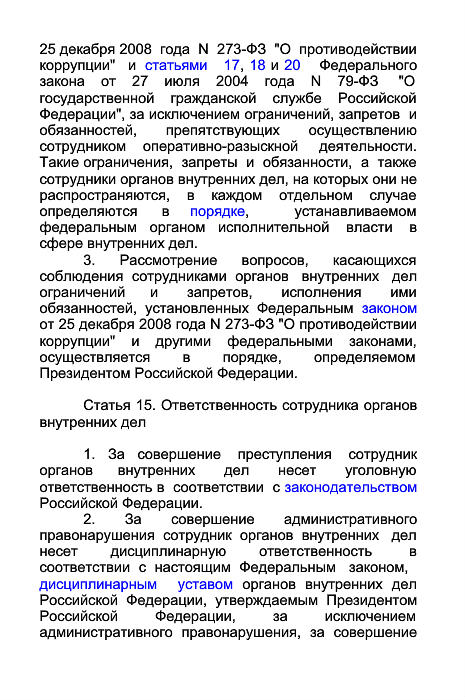 25 декабря 2008 года N 273-ФЗ "О противодействии
коррупции" и статьями 17, 18 и 20 Федерального
закона от 27 июля 2004 года N 79-ФЗ "О
государственной гражданской службе Российской
Федерации", за исключением ограничений, запретов и
обязанностей, препятствующих осуществлению
сотрудником оперативно-разыскной деятельности.
Такие ограничения, запреты и обязанности, а также
сотрудники органов внутренних дел, на которых они не
распространяются, в каждом отдельном случае
определяются в порядке, устанавливаемом
федеральным органом исполнительной власти в
сфере внутренних дел.
3. Рассмотрение вопросов, касающихся
соблюдения сотрудниками органов внутренних дел
ограничений и запретов, исполнения ими
обязанностей, установленных Федеральным законом
от 25 декабря 2008 года N 273-ФЗ "О противодействии
коррупции" и другими федеральными законами,
осуществляется в порядке, определяемом
Президентом Российской Федерации.
Статья 15. Ответственность сотрудника органов
внутренних дел
1. За совершение преступления сотрудник
органов внутренних дел несет уголовную
ответственность в соответствии с законодательством
Российской Федерации.
2. За совершение административного
правонарушения сотрудник органов внутренних дел
несет дисциплинарную ответственность в
соответствии с настоящим Федеральным законом,
дисциплинарным уставом органов внутренних дел
Российской Федерации, утверждаемым Президентом
Российской Федерации, за исключением
административного правонарушения, за совершение